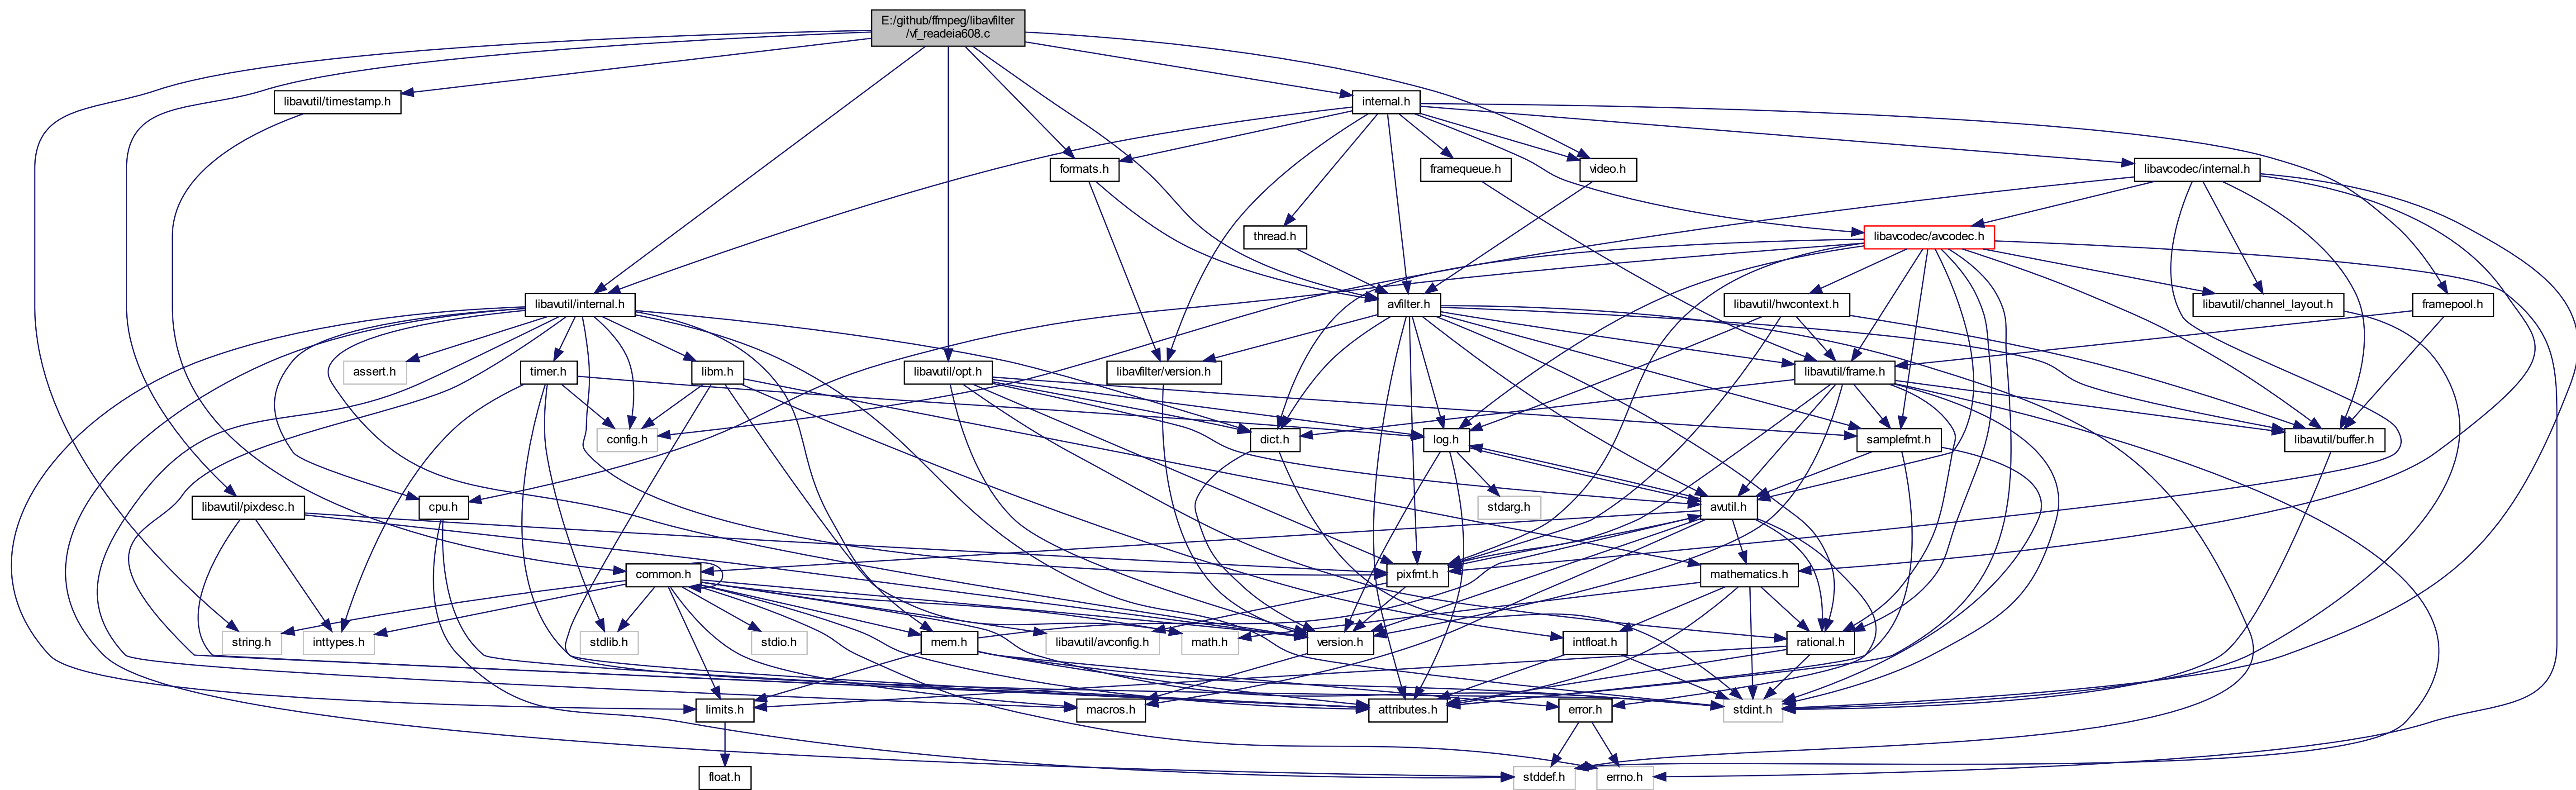 E:/github/ffmpeg/libavfilter
/vf_readeia608.c
libavutil/timestamp.h
internal.h
formats.h
framequeue.h
video.h
libavcodec/internal.h
thread.h
libavcodec/avcodec.h
libavutil/internal.h
avfilter.h
libavutil/hwcontext.h
libavutil/channel_layout.h
framepool.h
assert.h
timer.h
libm.h
libavutil/opt.h
libavfilter/version.h
libavutil/frame.h
config.h
dict.h
log.h
samplefmt.h
libavutil/buffer.h
libavutil/pixdesc.h
cpu.h
stdarg.h
avutil.h
common.h
pixfmt.h
mathematics.h
string.h
inttypes.h
stdlib.h
stdio.h
mem.h
libavutil/avconfig.h
math.h
version.h
intfloat.h
rational.h
limits.h
macros.h
attributes.h
error.h
stdint.h
float.h
stddef.h
errno.h